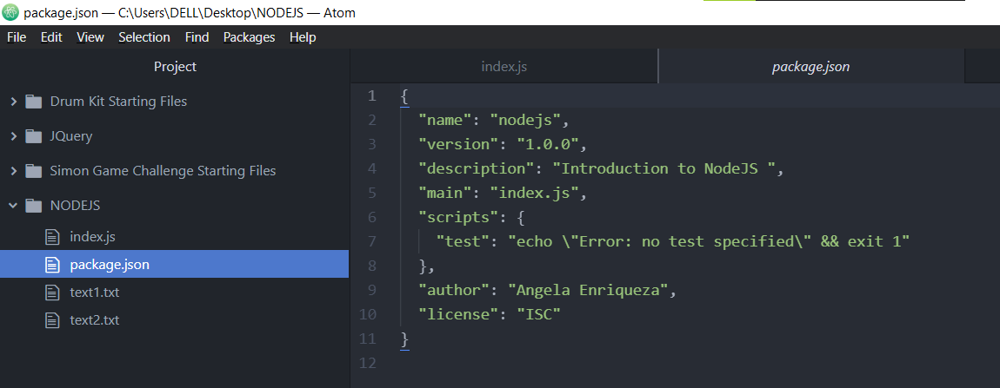 package.json — C:\Users\DELL\Desktop\NODEJS — Atom
File Edit View Selection Find Packages Help
Project
Drum Kit Starting Files
JQuery
Simon Game Challenge Starting Files
NODEJS
index.js
package.json
text1.txt
text2.txt
index.js package.json
1 {
2 "name": "nodejs",
3 "version": "1.0.0",
4 "description": "Introduction to NodeJS ",
5 "main": "index.js",
6 "scripts": {
7 "test": "echo \"Error: no test specified\" && exit 1"
8 },
9 "author": "Angela Enriqueza",
10 "license": "ISC"
11 }
12